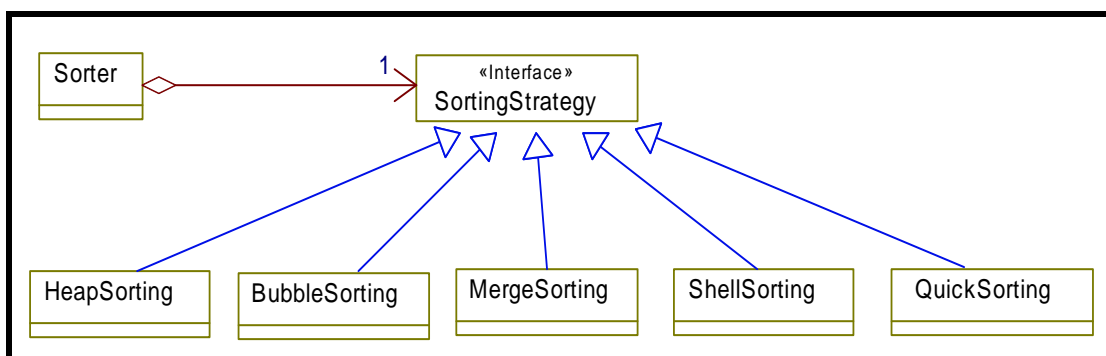 Sorter
1
«Interface»
SortingStrategy
HeapSorting
BubbleSorting
MergeSorting
ShellSorting
QuickSorting